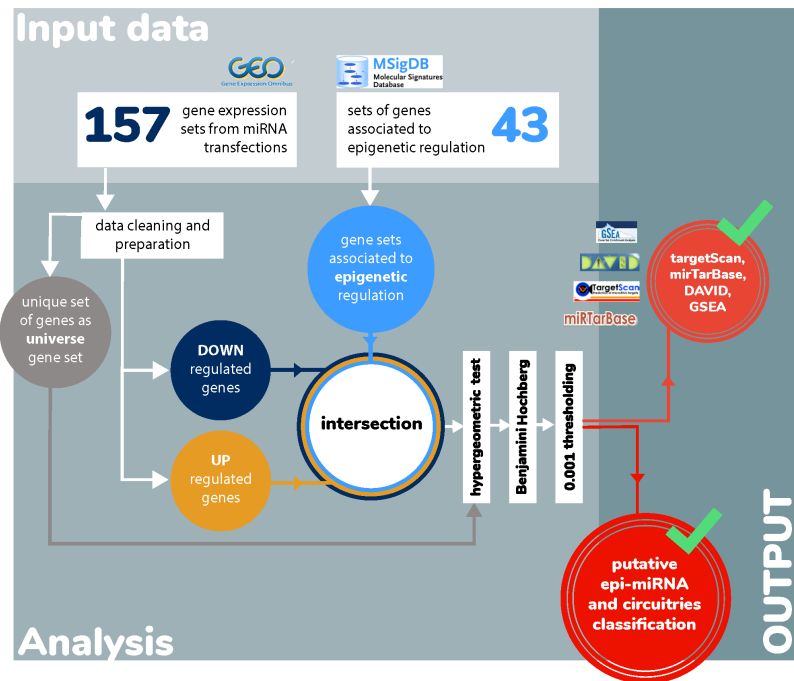 Input data
GEO
Gene Expression Omnibus
MSigDB
Molecular Signatures
Database
157
gene expression
sets from miRNA
transfections
sets of genes
associated to
epigenetic regulation
43
data cleaning and
preparation
gene sets
associated to
epigenetic
regulation
unique set
of genes as
universe
gene set
DOWN
regulated
genes
UP
regulated
genes
intersection
hypergeometric test
Benjamini Hochberg
0.001 thresholding
GSEA
DAVID
TargetScan
miRTarBase
targetScan,
mirTarBase,
DAVID,
GSEA
putative
epi-miRNA
and circuitries
classification
Analysis
OUTPUT